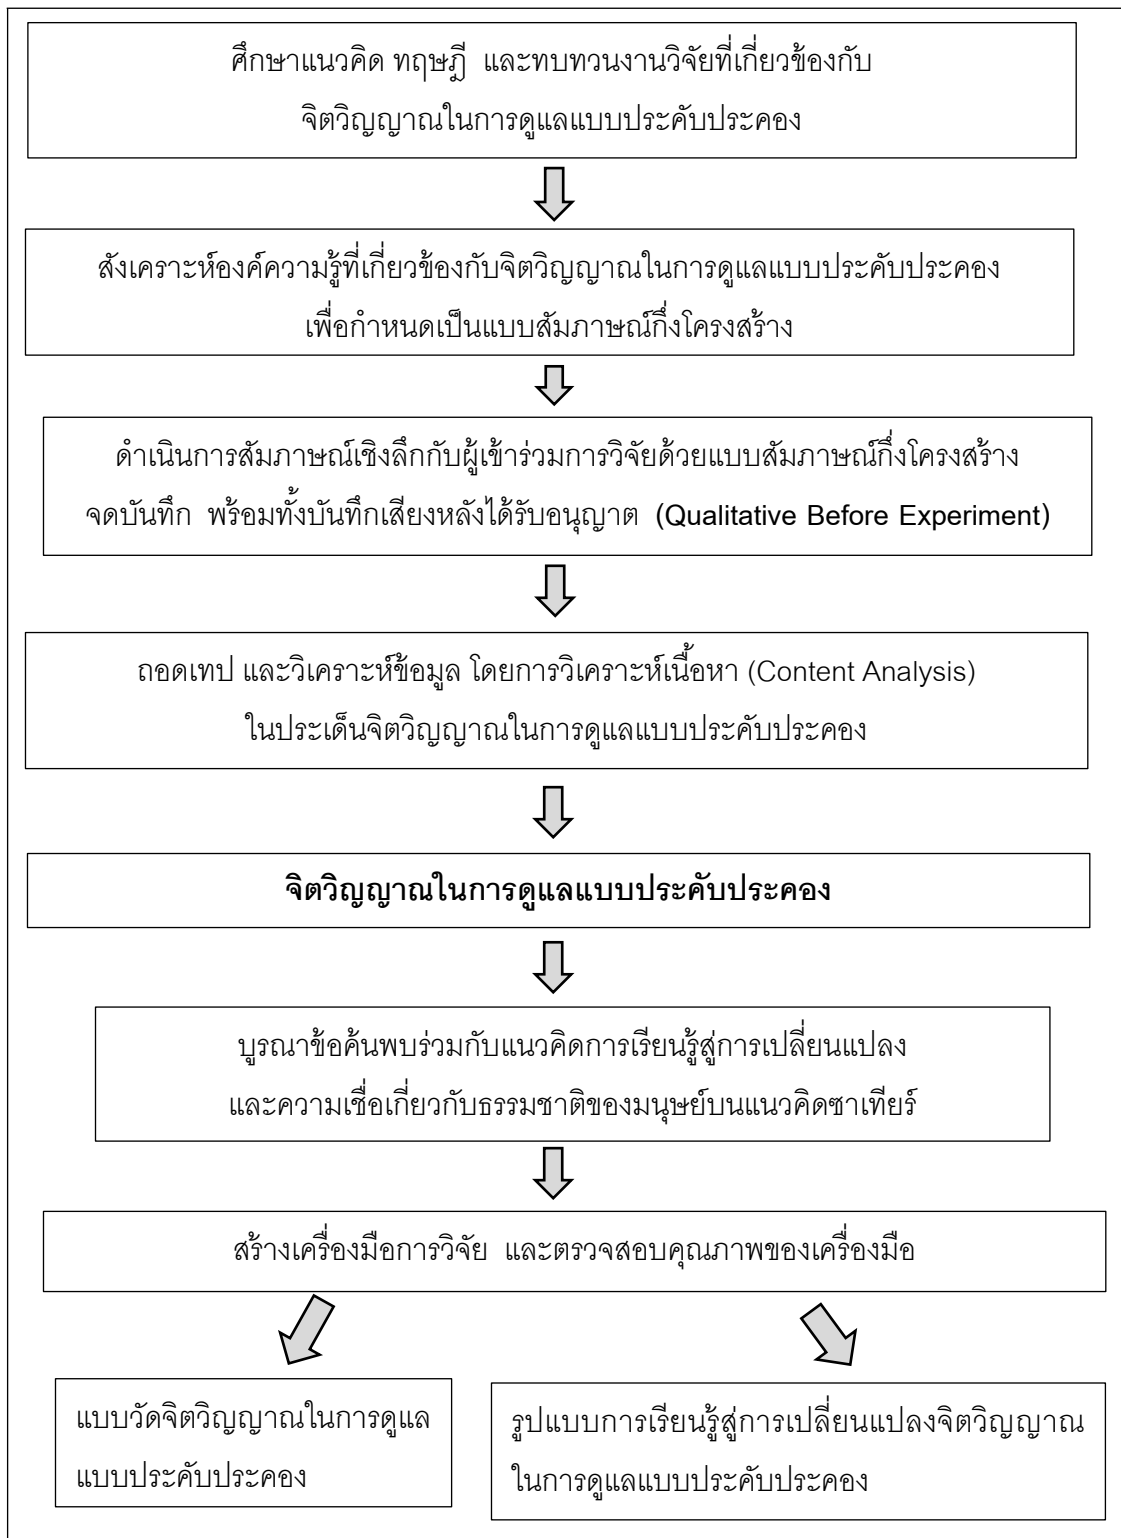 ศึกษาแนวคิด ทฤษฎี และทบทวนงานวิจัยที่เกี่ยวข้องกับ
จิตวิญญาณในการดูแลแบบประคับประคอง
สังเคราะห์องค์ความรู้ที่เกี่ยวข้องกับจิตวิญญาณในการดูแลแบบประคับประคอง
เพื่อกำหนดเป็นแบบสัมภาษณ์กึ่งโครงสร้าง
ดำเนินการสัมภาษณ์เชิงลึกกับผู้เข้าร่วมการวิจัยด้วยแบบสัมภาษณ์กึ่งโครงสร้าง
จดบันทึก พร้อมทั้งบันทึกเสียงหลังได้รับอนุญาต (Qualitative Before Experiment)
ถอดเทป และวิเคราะห์ข้อมูล โดยการวิเคราะห์เนื้อหา (Content Analysis)
ในประเด็นจิตวิญญาณในการดูแลแบบประคับประคอง
จิตวิญญาณในการดูแลแบบประคับประคอง
บูรณาข้อค้นพบร่วมกับแนวคิดการเรียนรู้สู่การเปลี่ยนแปลง
และความเชื่อเกี่ยวกับธรรมชาติของมนุษย์บนแนวคิดซาเทียร์
สร้างเครื่องมือการวิจัย และตรวจสอบคุณภาพของเครื่องมือ
แบบวัดจิตวิญญาณในการดูแล
แบบประคับประคอง
รูปแบบการเรียนรู้สู่การเปลี่ยนแปลงจิตวิญญาณ
ในการดูแลแบบประคับประคอง